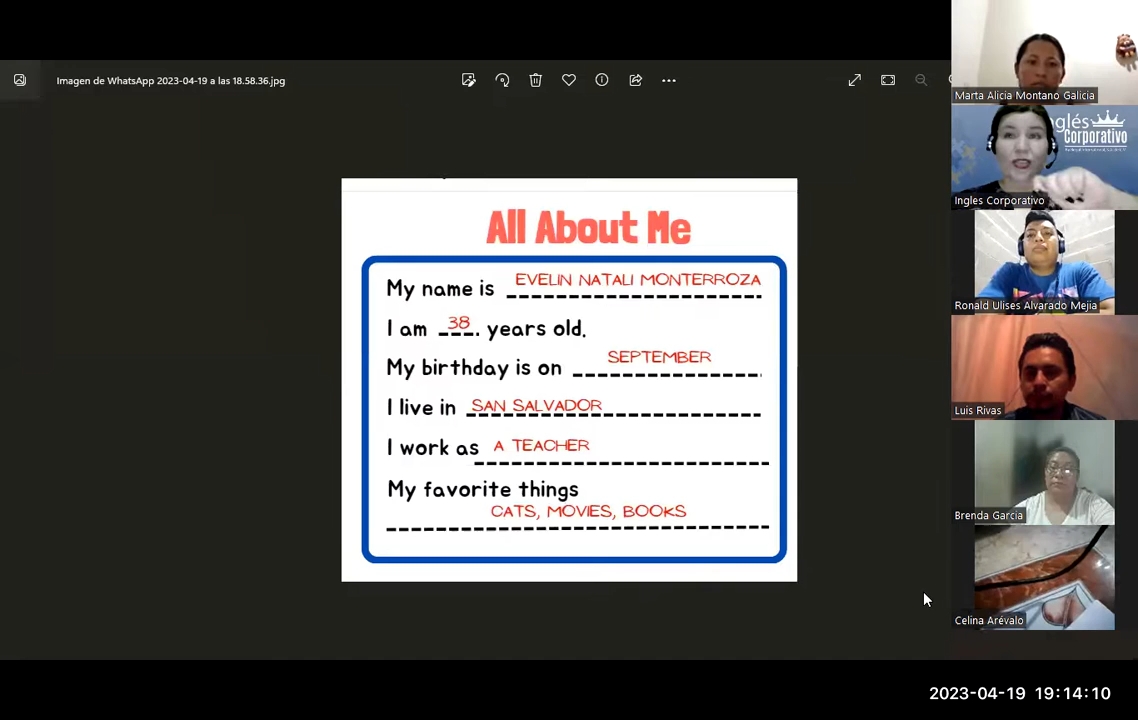 Imagen de WhatsApp 2023-04-19 a las 18.58.36.jpg
All About Me
My name is EVELIN NATALI MONTERROZA
I am 38 years old.
My birthday is on SEPTEMBER
I live in SAN SALVADOR
I work as A TEACHER
My favorite things
CATS, MOVIES, BOOKS
Marta Alicia Montano Galicia
Inglés
Corporativo
Ingles Corporativo
Ronald Ulises Alvarado Mejia
Luis Rivas
Brenda Garcia
Celina Arévalo
2023-04-19 19:14:10